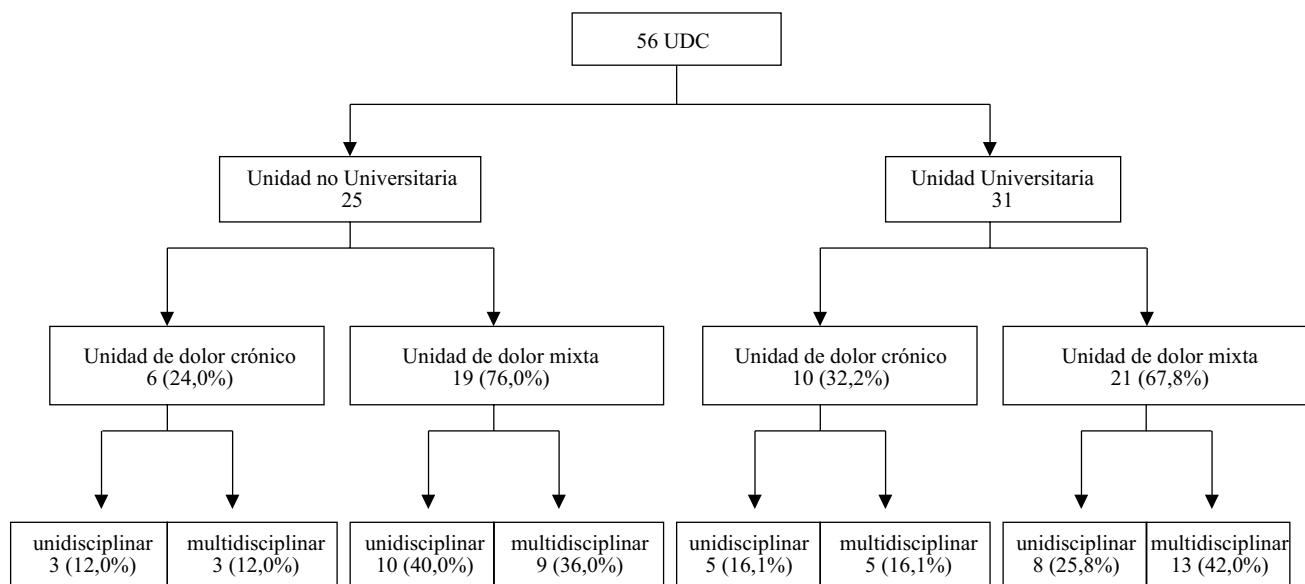 56 UDC
Unidad no Universitaria
25
Unidad Universitaria
31
Unidad de dolor crónico
6 (24,0%)
Unidad de dolor mixta
19 (76,0%)
Unidad de dolor crónico
10 (32,2%)
Unidad de dolor mixta
21 (67,8%)
unidisciplinar
3 (12,0%)
multidisciplinar
3 (12,0%)
unidisciplinar
10 (40,0%)
multidisciplinar
9 (36,0%)
unidisciplinar
5 (16,1%)
multidisciplinar
5 (16,1%)
unidisciplinar
8 (25,8%)
multidisciplinar
13 (42,0%)